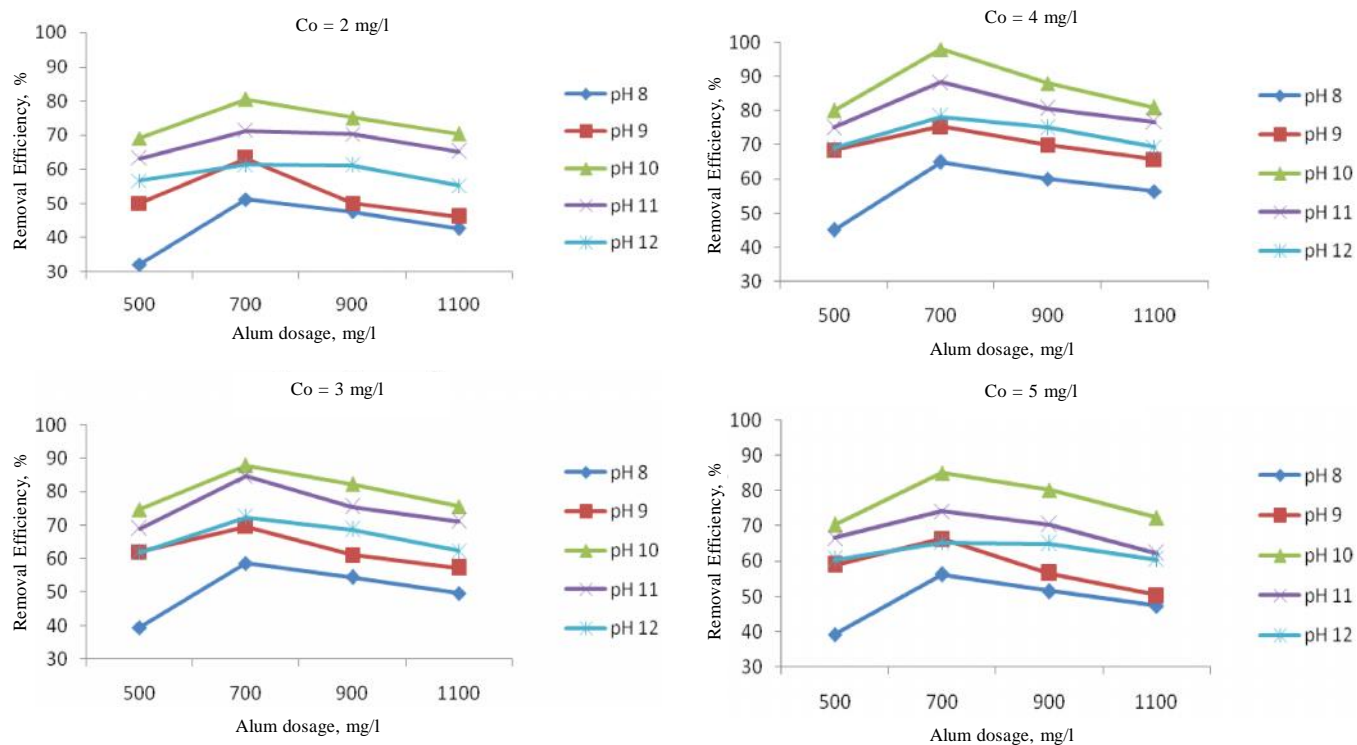 Co = 2 mg/l
Removal Efficiency, %
100
90
80
70
60
50
40
30
500 700 900 1100
Alum dosage, mg/l
pH 8
pH 9
pH 10
pH 11
pH 12
Co = 4 mg/l
Removal Efficiency, %
100
90
80
70
60
50
40
30
500 700 900 1100
Alum dosage, mg/l
pH 8
pH 9
pH 10
pH 11
pH 12
Co = 3 mg/l
Removal Efficiency, %
100
90
80
70
60
50
40
30
500 700 900 1100
Alum dosage, mg/l
pH 8
pH 9
pH 10
pH 11
pH 12
Co = 5 mg/l
Removal Efficiency, %
100
90
80
70
60
50
40
30
500 700 900 1100
Alum dosage, mg/l
pH 8
pH 9
pH 10
pH 11
pH 12